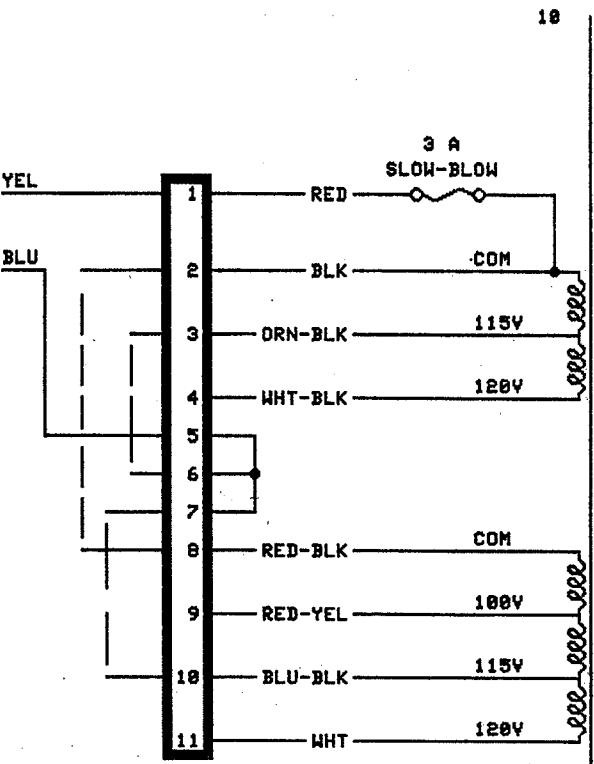 10
3 A
SLOW-BLOW
YEL
1 RED
BLU
2 BLK COM
3 ORN-BLK 115V
4 WHT-BLK 120V
5
6
7
8 RED-BLK COM
9 RED-YEL 100V
10 BLU-BLK 115V
11 WHT 120V